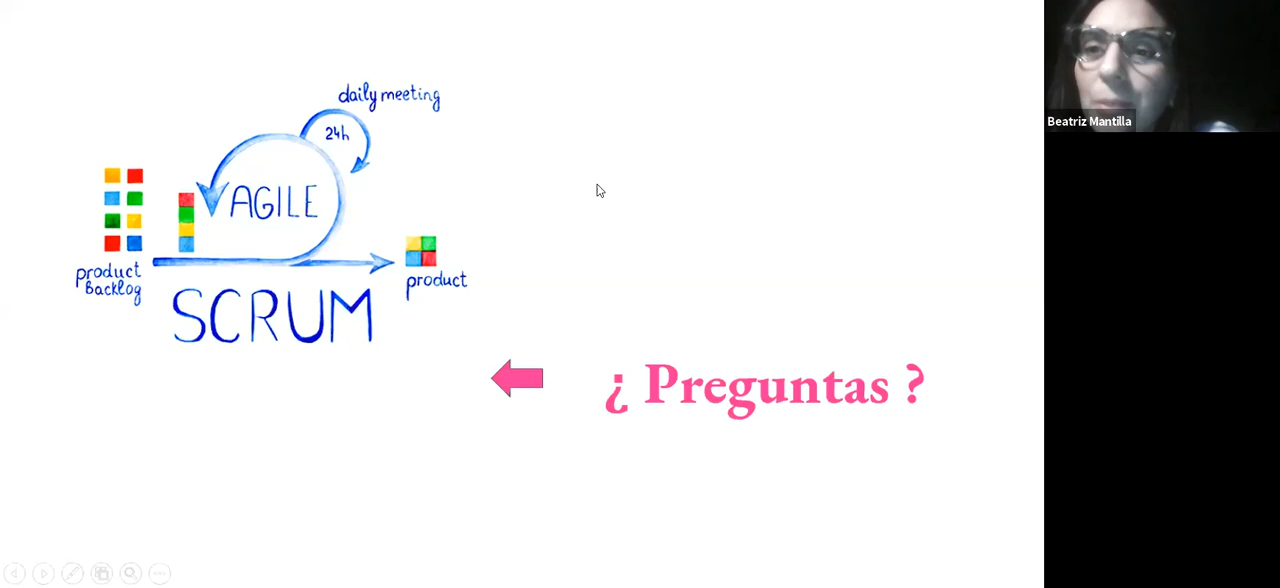 daily meeting
24h
AGILE
product
Backlog
product
SCRUM
¿ Preguntas ?
Beatriz Mantilla